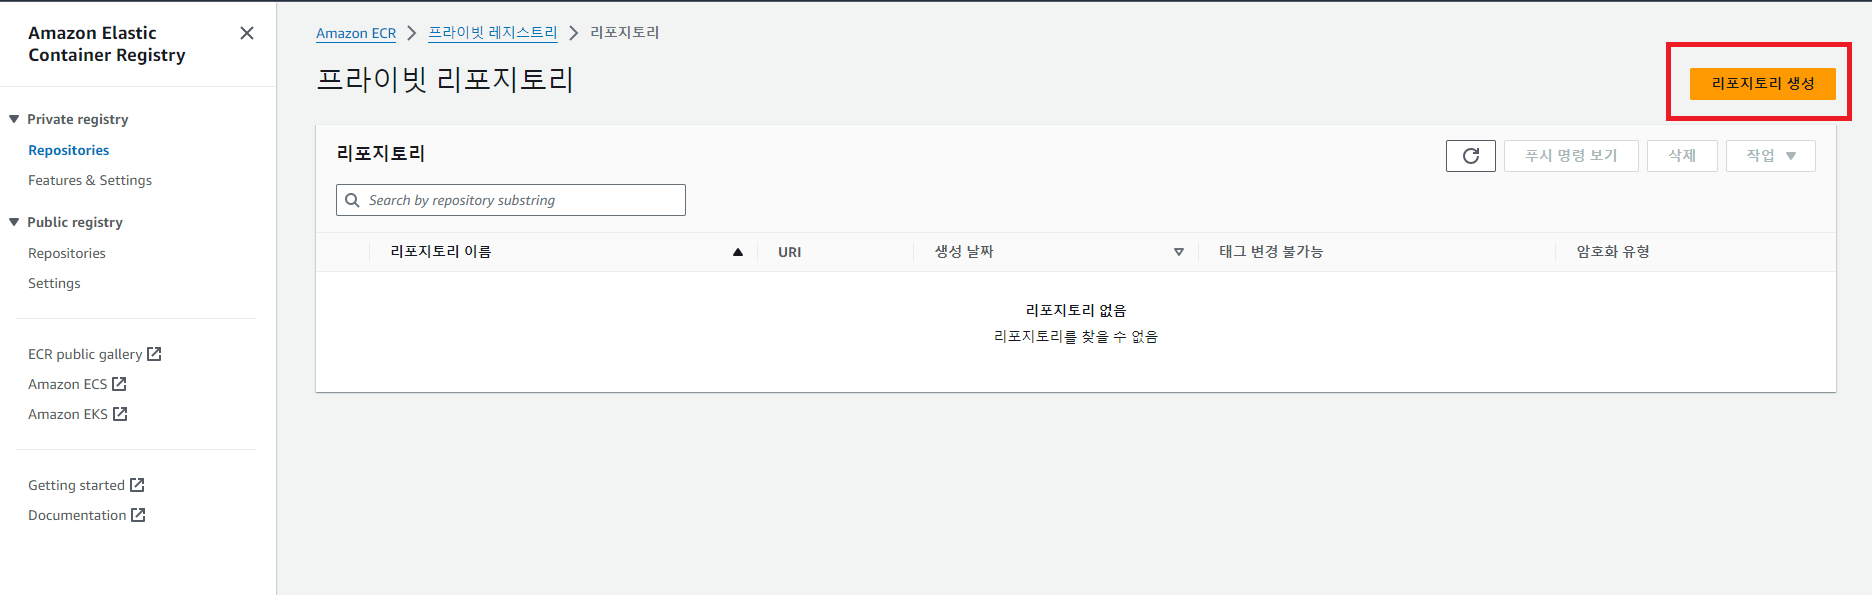 Amazon Elastic
Container Registry
Private registry
Repositories
Features & Settings
Public registry
Repositories
Settings
ECR public gallery
Amazon ECS
Amazon EKS
Getting started
Documentation
Amazon ECR 프라이빗 레지스트리 리포지토리
프라이빗 리포지토리
리포지토리 생성
리포지토리
푸시 명령 보기 삭제 작업
Search by repository substring
리포지토리 이름 URI 생성 날짜 태그 변경 불가능 암호화 유형
리포지토리 없음
리포지토리를 찾을 수 없음